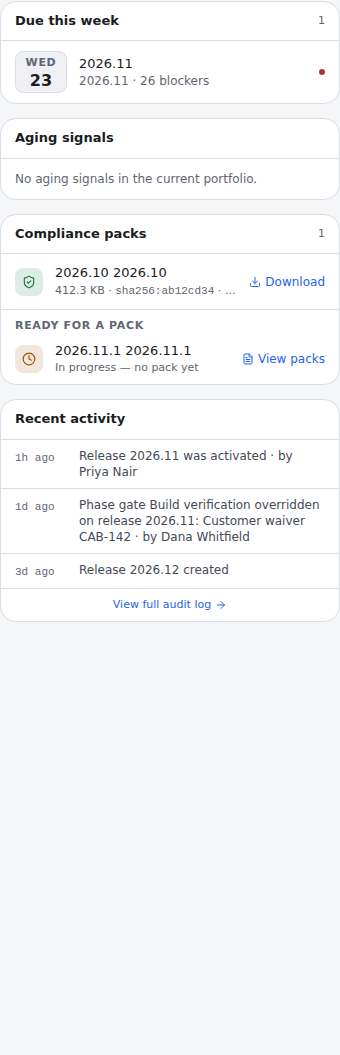 Due this week 1
WED
23
2026.11
2026.11 · 26 blockers
Aging signals
No aging signals in the current portfolio.
Compliance packs 1
2026.10 2026.10
412.3 KB · sha256:ab12cd34 · …
Download
READY FOR A PACK
2026.11.1 2026.11.1
In progress — no pack yet
View packs
Recent activity
1h ago Release 2026.11 was activated · by
Priya Nair
1d ago Phase gate Build verification overridden
on release 2026.11: Customer waiver
CAB-142 · by Dana Whitfield
3d ago Release 2026.12 created
View full audit log →